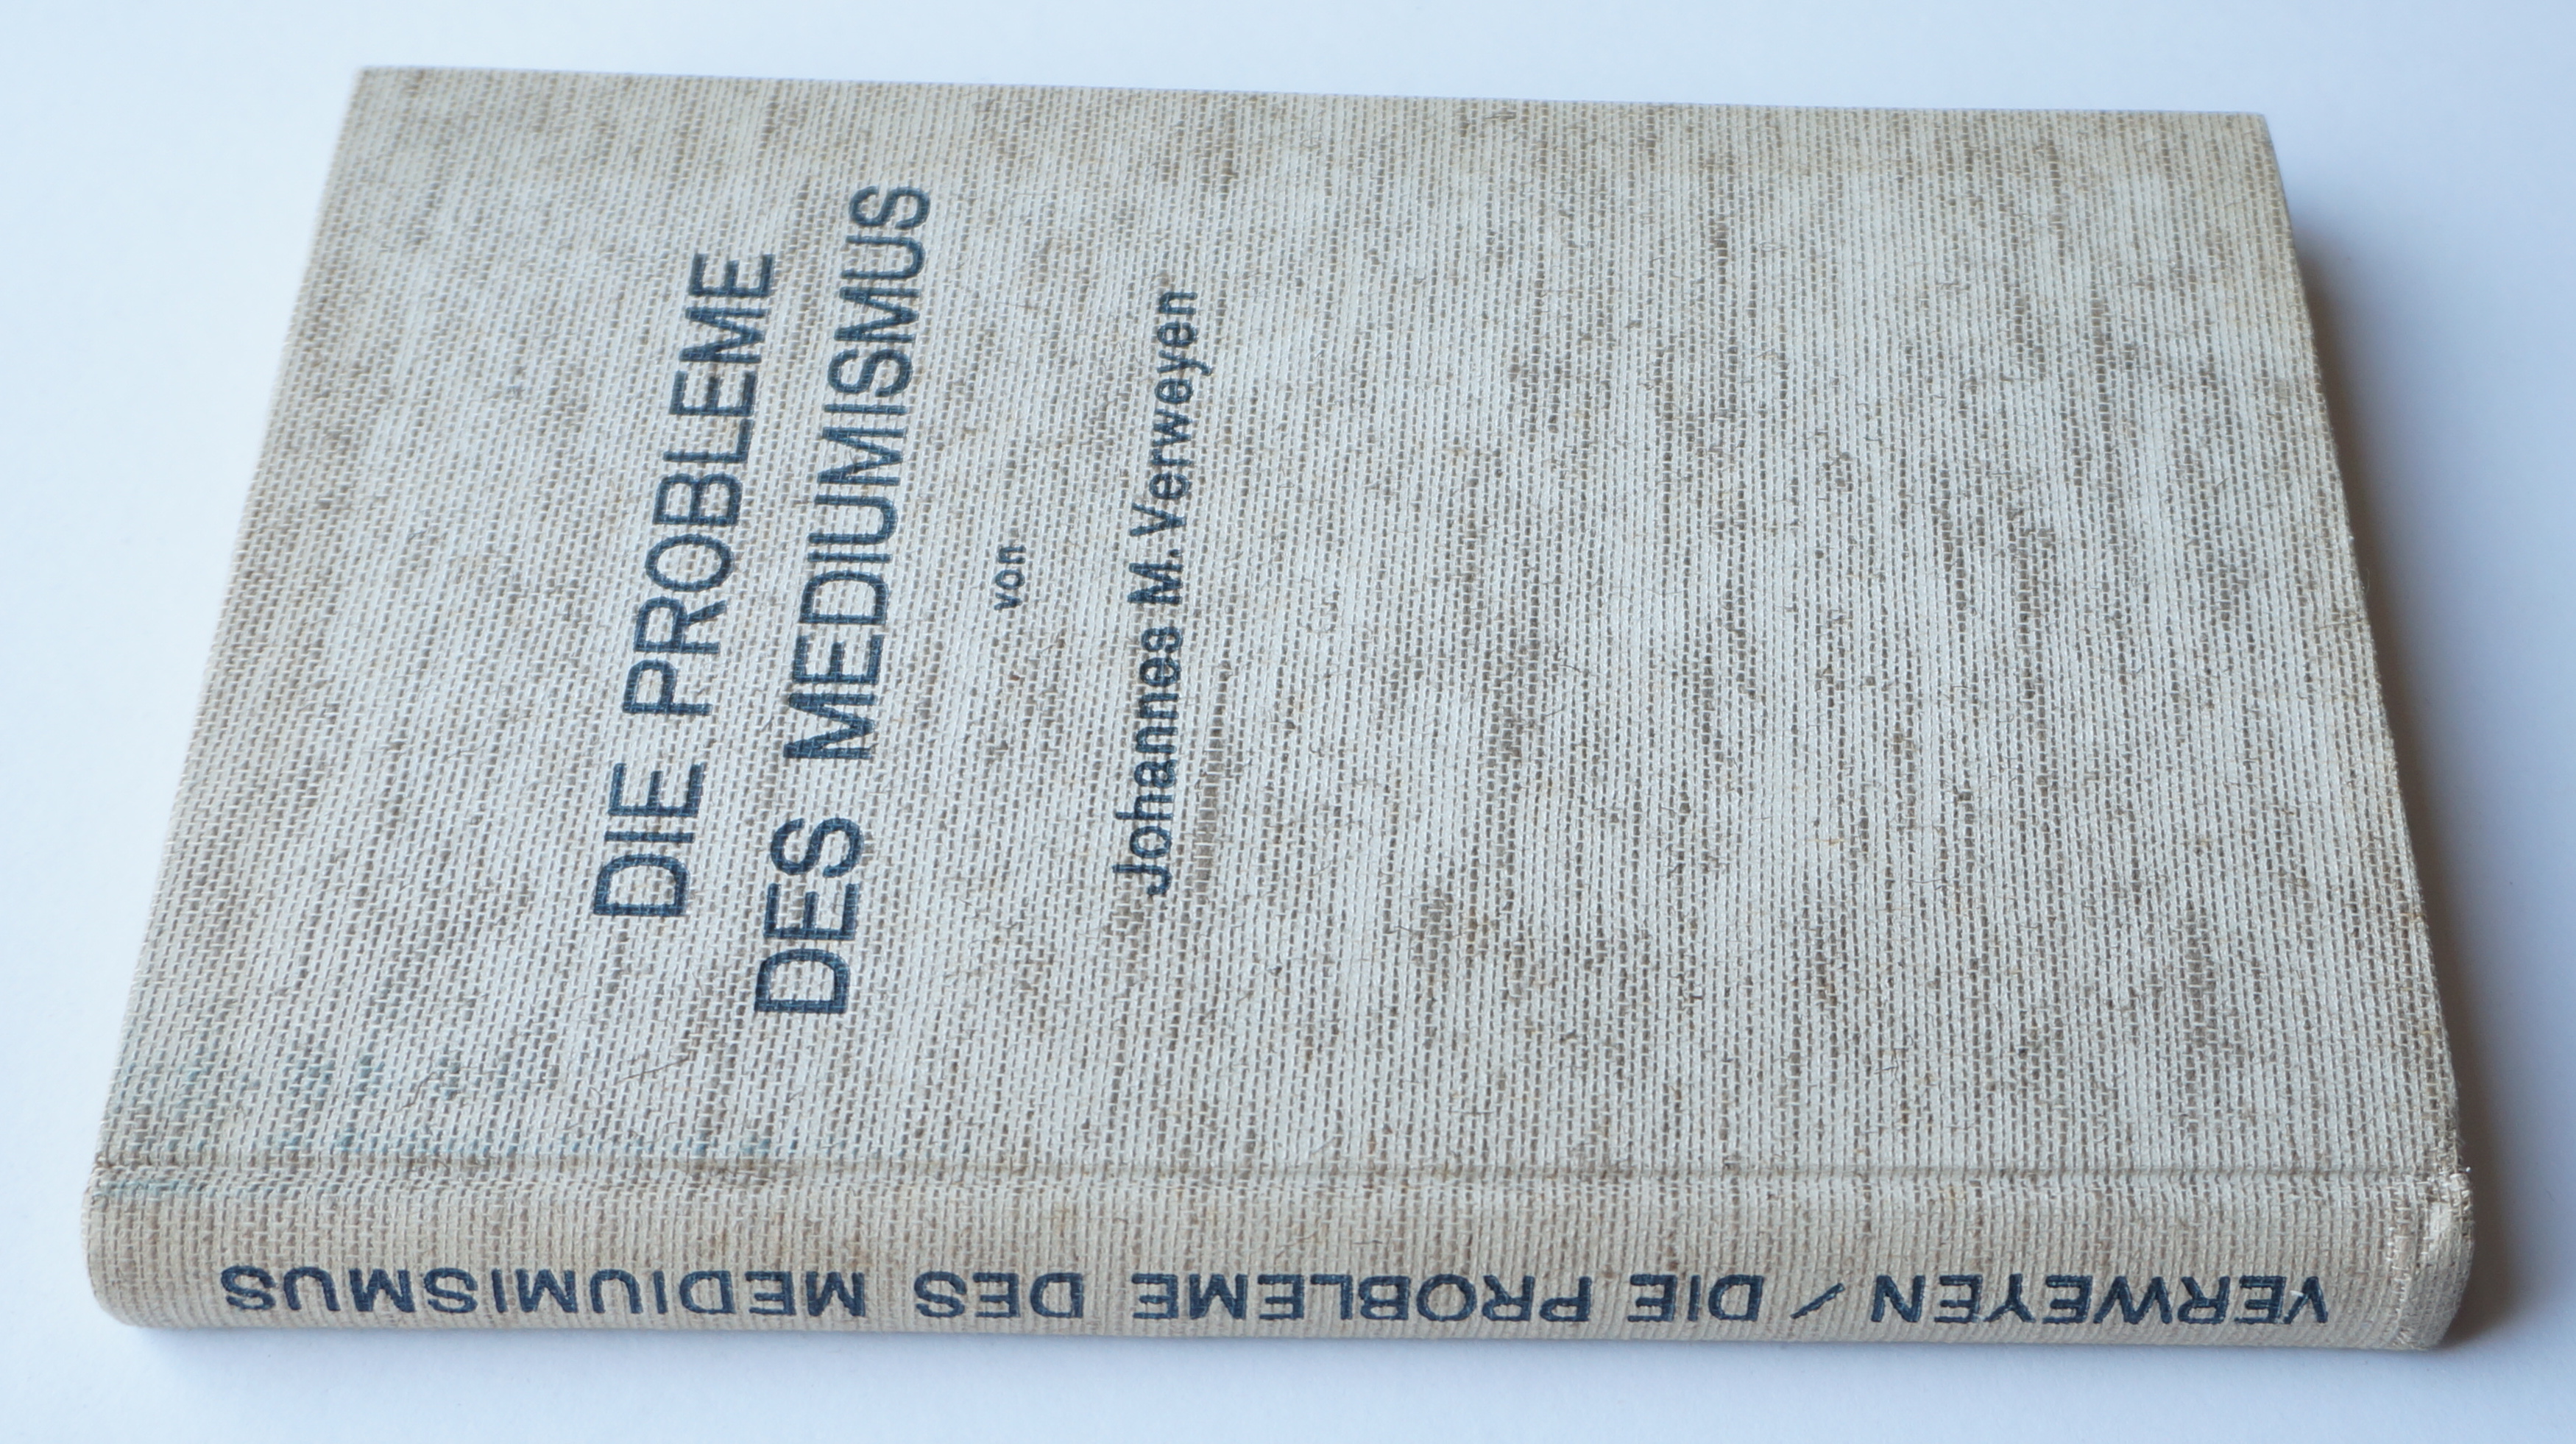 DIE PROBLEME
DES MEDIUMISMUS
von
Johannes M. Verweyen
VERWEYEN / DIE PROBLEME DES MEDIUMISMUS